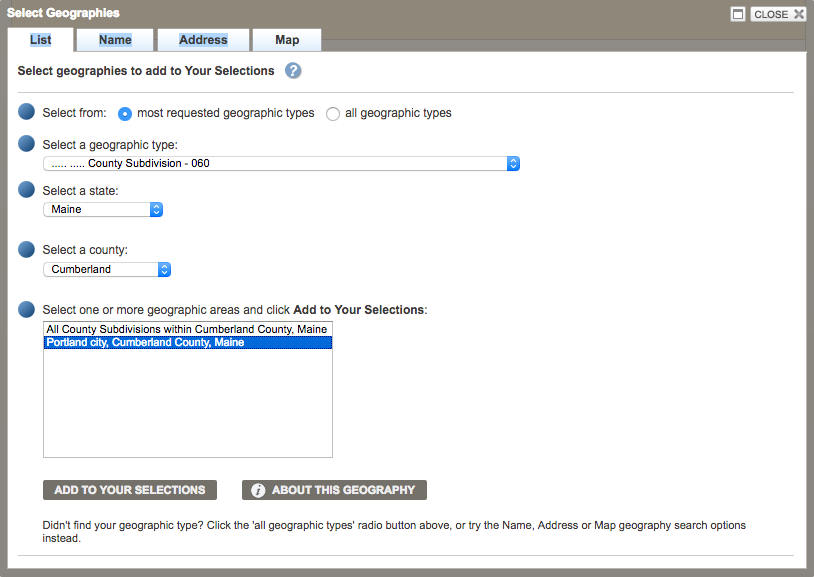 Select Geographies
CLOSE
List Name Address Map
Select geographies to add to Your Selections ?
Select from: most requested geographic types all geographic types
Select a geographic type:
..... ..... County Subdivision - 060
Select a state:
Maine
Select a county:
Cumberland
Select one or more geographic areas and click Add to Your Selections:
All County Subdivisions within Cumberland County, Maine
Portland city, Cumberland County, Maine
ADD TO YOUR SELECTIONS i ABOUT THIS GEOGRAPHY
Didn't find your geographic type? Click the 'all geographic types' radio button above, or try the Name, Address or Map geography search options
instead.